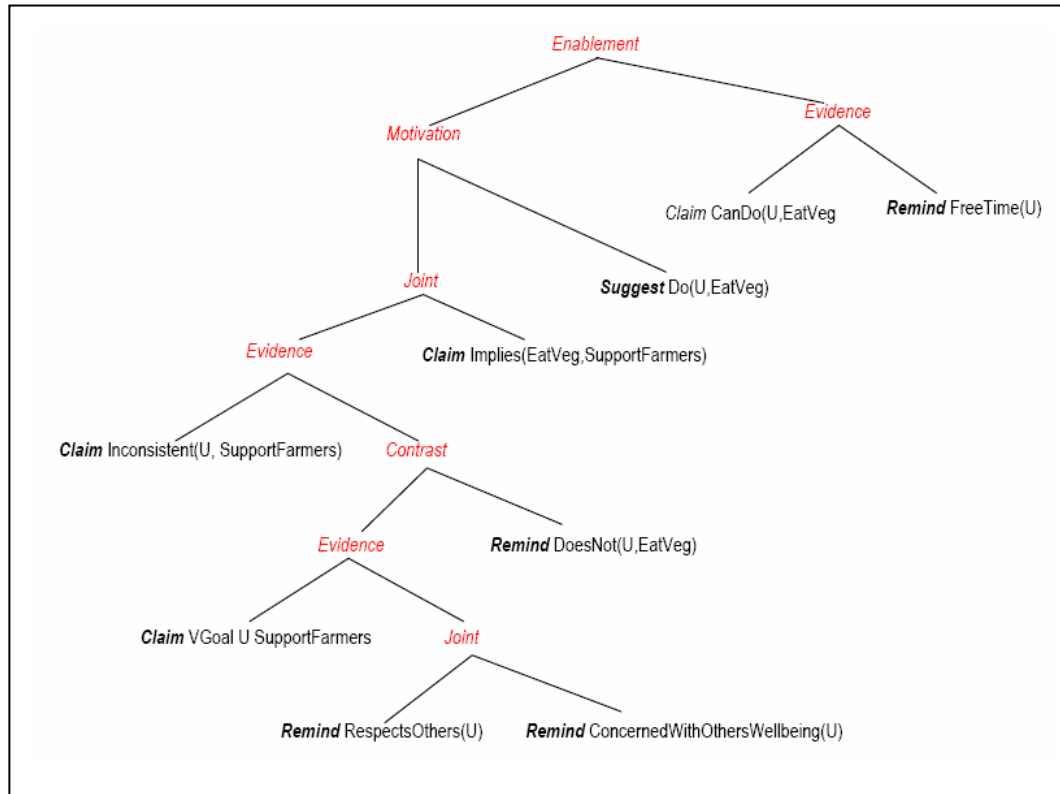 Enablement
Motivation
Evidence
Claim CanDo(U,EatVeg
Remind FreeTime(U)
Joint
Suggest Do(U,EatVeg)
Evidence
Claim Implies(EatVeg,SupportFarmers)
Claim Inconsistent(U, SupportFarmers)
Contrast
Evidence
Remind DoesNot(U,EatVeg)
Claim VGoal U SupportFarmers
Joint
Remind RespectsOthers(U)
Remind ConcernedWithOthersWellbeing(U)